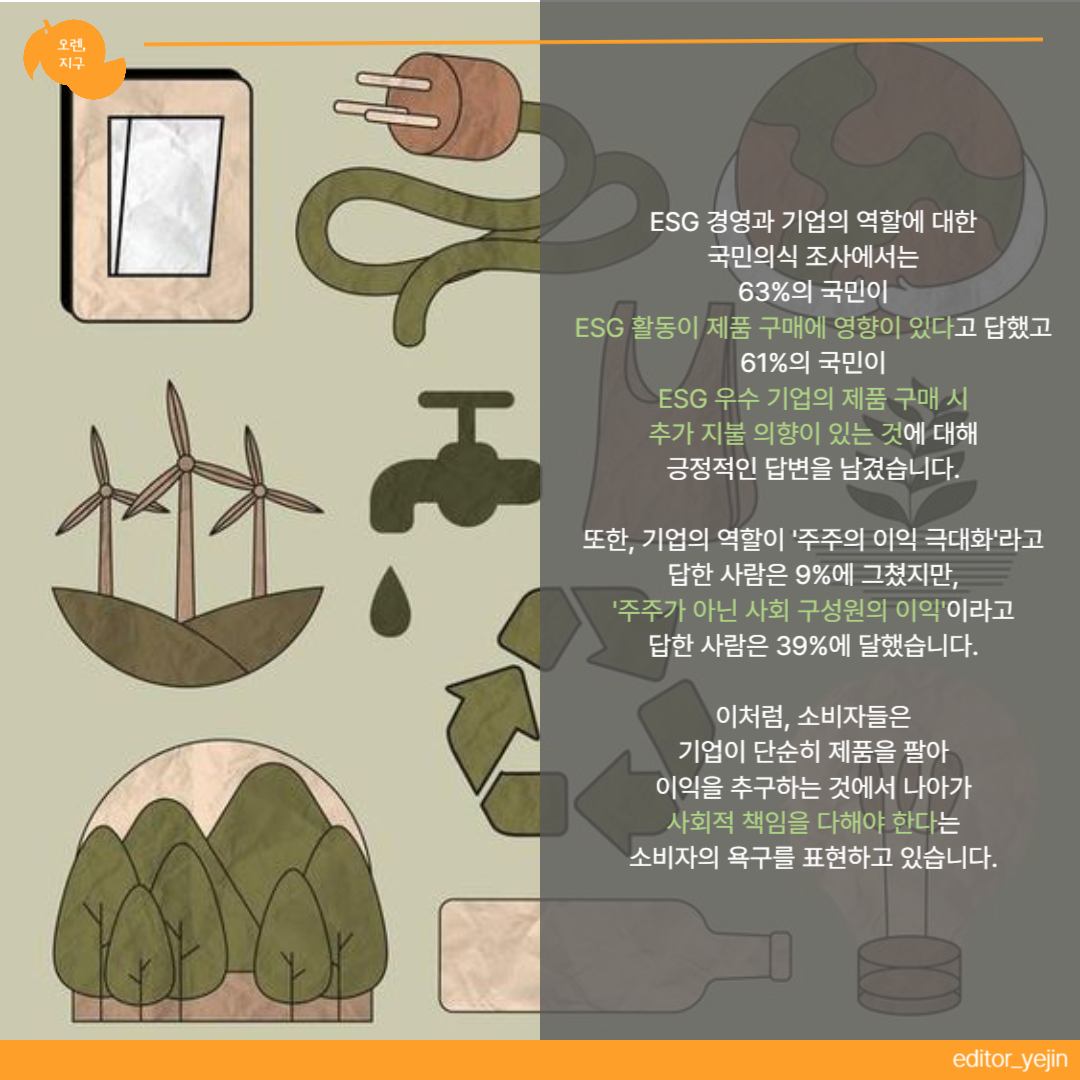 오렌,
지구
ESG 경영과 기업의 역할에 대한
국민의식 조사에서는
63%의 국민이
ESG 활동이 제품 구매에 영향이 있다고 답했고
61%의 국민이
ESG 우수 기업의 제품 구매 시
추가 지불 의향이 있는 것에 대해
긍정적인 답변을 남겼습니다.
또한, 기업의 역할이 '주주의 이익 극대화'라고
답한 사람은 9%에 그쳤지만,
'주주가 아닌 사회 구성원의 이익'이라고
답한 사람은 39%에 달했습니다.
이처럼, 소비자들은
기업이 단순히 제품을 팔아
이익을 추구하는 것에서 나아가
사회적 책임을 다해야 한다는
소비자의 욕구를 표현하고 있습니다.
editor_yejin